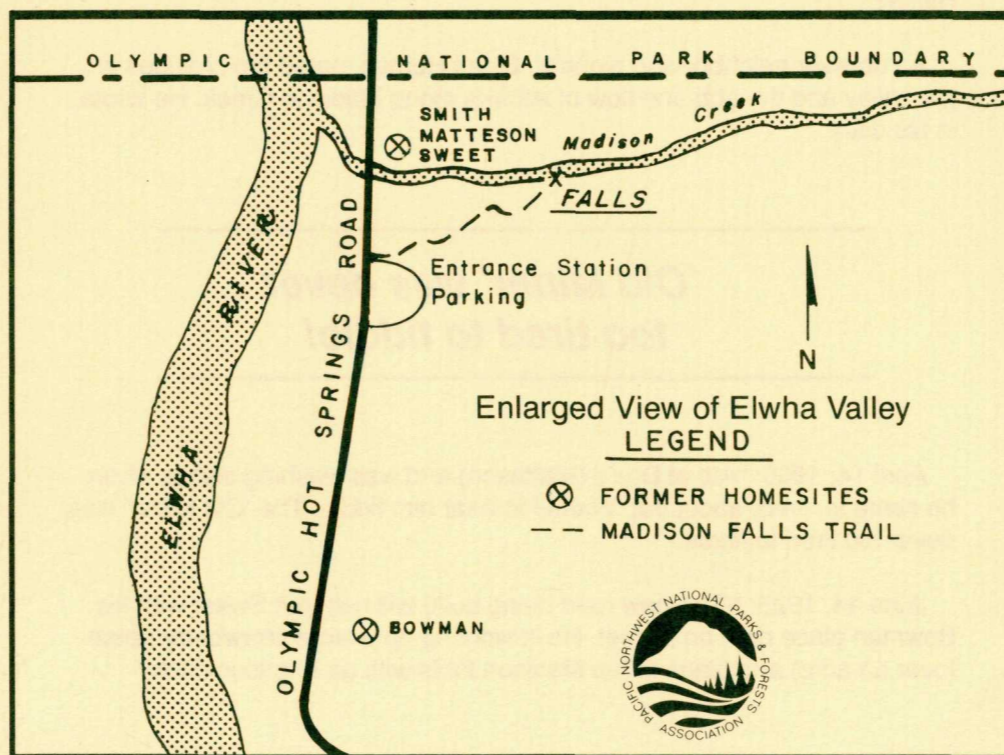 OLYMPIC NATIONAL PARK BOUNDARY
SMITH
MATTESON
SWEET
Madison Creek
FALLS
ELWHA RIVER
OLYMPIC HOT SPRINGS ROAD
Entrance Station
Parking
N
Enlarged View of Elwha Valley
LEGEND
FORMER HOMESITES
MADISON FALLS TRAIL
BOWMAN
PACIFIC NORTHWEST NATIONAL PARKS & FORESTS
ASSOCIATION